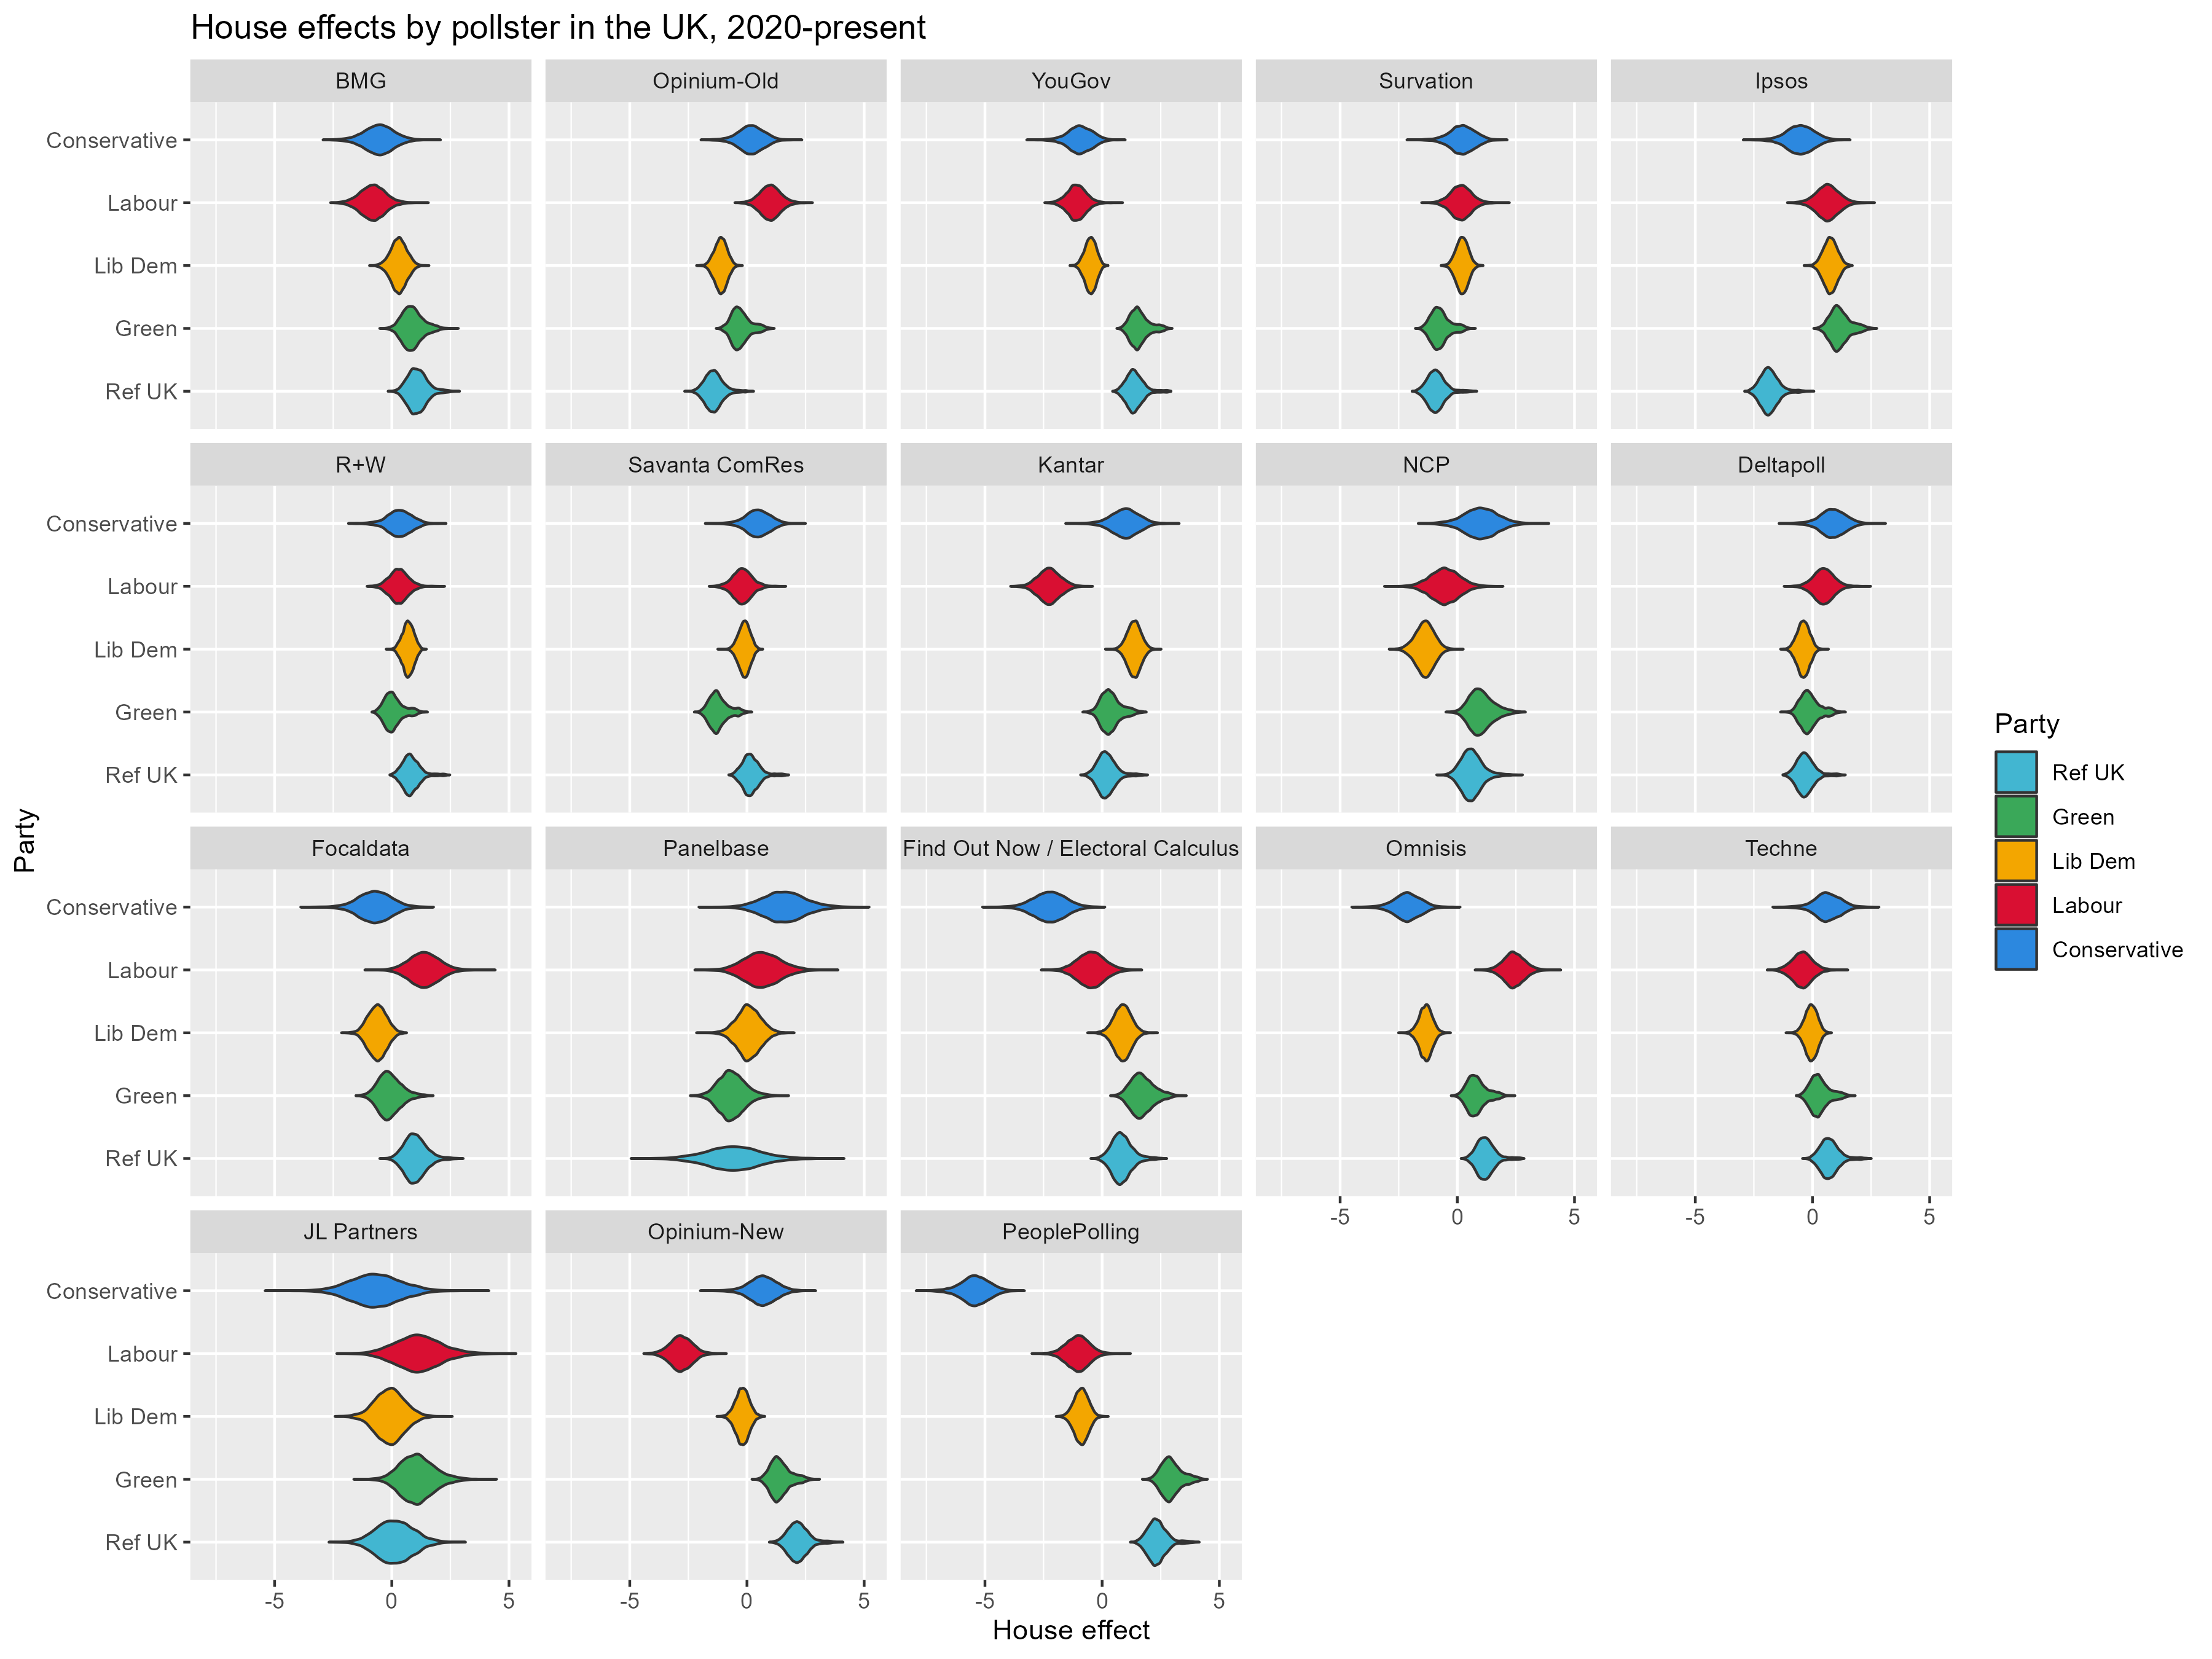 House effects by pollster in the UK, 2020-present
BMG
Opinium-Old
YouGov
Survation
Ipsos
Conservative
Labour
Lib Dem
Green
Ref UK
R+W
Savanta ComRes
Kantar
NCP
Deltapoll
Conservative
Labour
Lib Dem
Green
Ref UK
Focaldata
Panelbase
Find Out Now / Electoral Calculus
Omnisis
Techne
Conservative
Labour
Lib Dem
Green
Ref UK
-5 0 5
-5 0 5
JL Partners
Opinium-New
PeoplePolling
Conservative
Labour
Lib Dem
Green
Ref UK
-5 0 5
-5 0 5
-5 0 5
House effect
Party
Party
Ref UK
Green
Lib Dem
Labour
Conservative